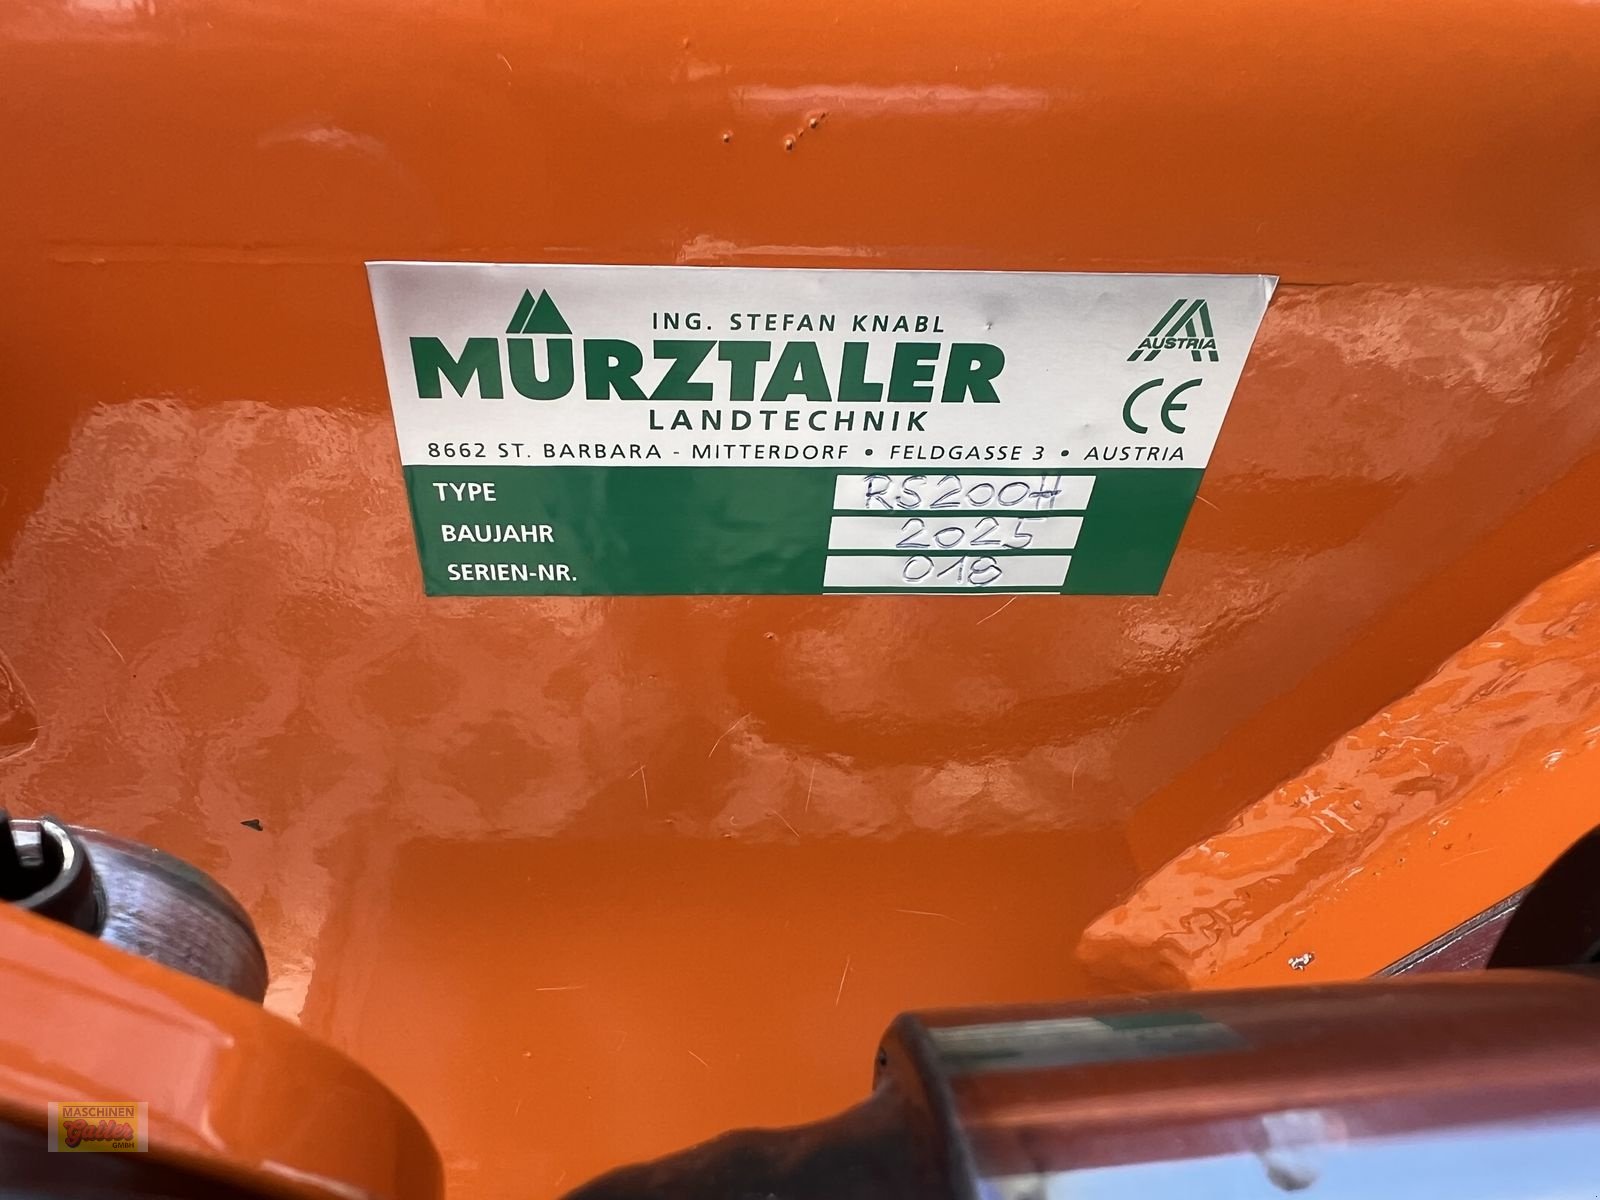 ING. STEFAN KNABL
MÜRZTALER
LANDTECHNIK
8662 ST. BARBARA - MITTERDORF • FELDGASSE 3 • AUSTRIA
AUSTRIA
CE
TYPE RS200H
BAUJAHR 2025
SERIEN-NR. 018
MASCHINEN
Gailer
GMBH